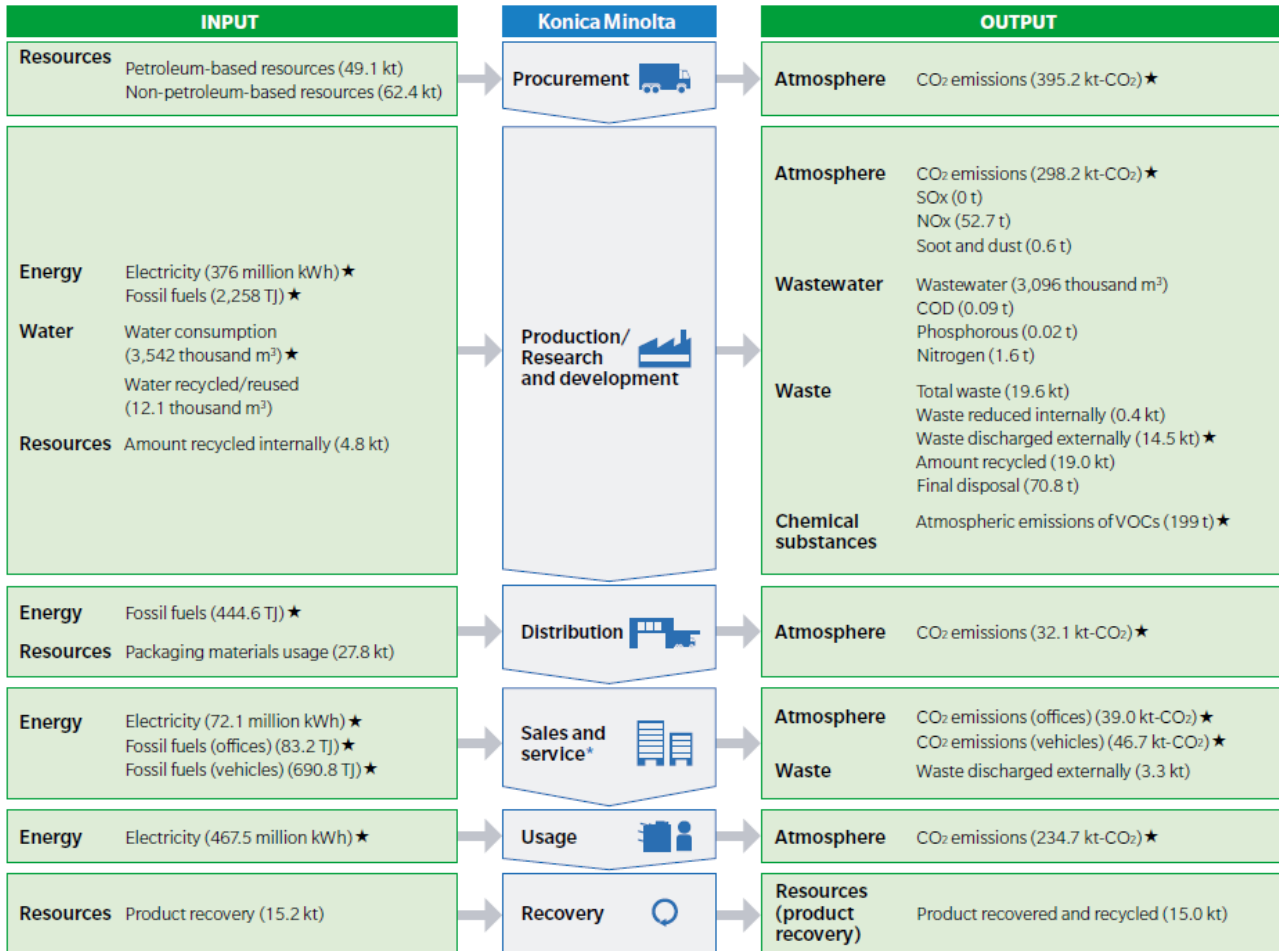 INPUT
Konica Minolta
OUTPUT
Resources
Petroleum-based resources (49.1 kt)
Non-petroleum-based resources (62.4 kt)
Procurement
Atmosphere CO₂ emissions (395.2 kt-CO₂)★
Energy Electricity (376 million kWh)★
Fossil fuels (2,258 TJ)★
Water Water consumption
(3,542 thousand m³)★
Water recycled/reused
(12.1 thousand m³)
Resources Amount recycled internally (4.8 kt)
Production/
Research
and development
Atmosphere CO₂ emissions (298.2 kt-CO₂)★
SOx (0 t)
NOx (52.7 t)
Soot and dust (0.6 t)
Wastewater Wastewater (3,096 thousand m³)
COD (0.09 t)
Phosphorous (0.02 t)
Nitrogen (1.6 t)
Waste Total waste (19.6 kt)
Waste reduced internally (0.4 kt)
Waste discharged externally (14.5 kt)★
Amount recycled (19.0 kt)
Final disposal (70.8 t)
Chemical Atmospheric emissions of VOCs (199 t)★
substances
Energy Fossil fuels (444.6 TJ)★
Resources Packaging materials usage (27.8 kt)
Distribution
Atmosphere CO₂ emissions (32.1 kt-CO₂)★
Energy Electricity (72.1 million kWh)★
Fossil fuels (offices) (83.2 TJ)★
Fossil fuels (vehicles) (690.8 TJ)★
Sales and
service*
Atmosphere CO₂ emissions (offices) (39.0 kt-CO₂)★
CO₂ emissions (vehicles) (46.7 kt-CO₂)★
Waste Waste discharged externally (3.3 kt)
Energy Electricity (467.5 million kWh)★
Usage
Atmosphere CO₂ emissions (234.7 kt-CO₂)★
Resources Product recovery (15.2 kt)
Recovery
Resources
(product Product recovered and recycled (15.0 kt)
recovery)